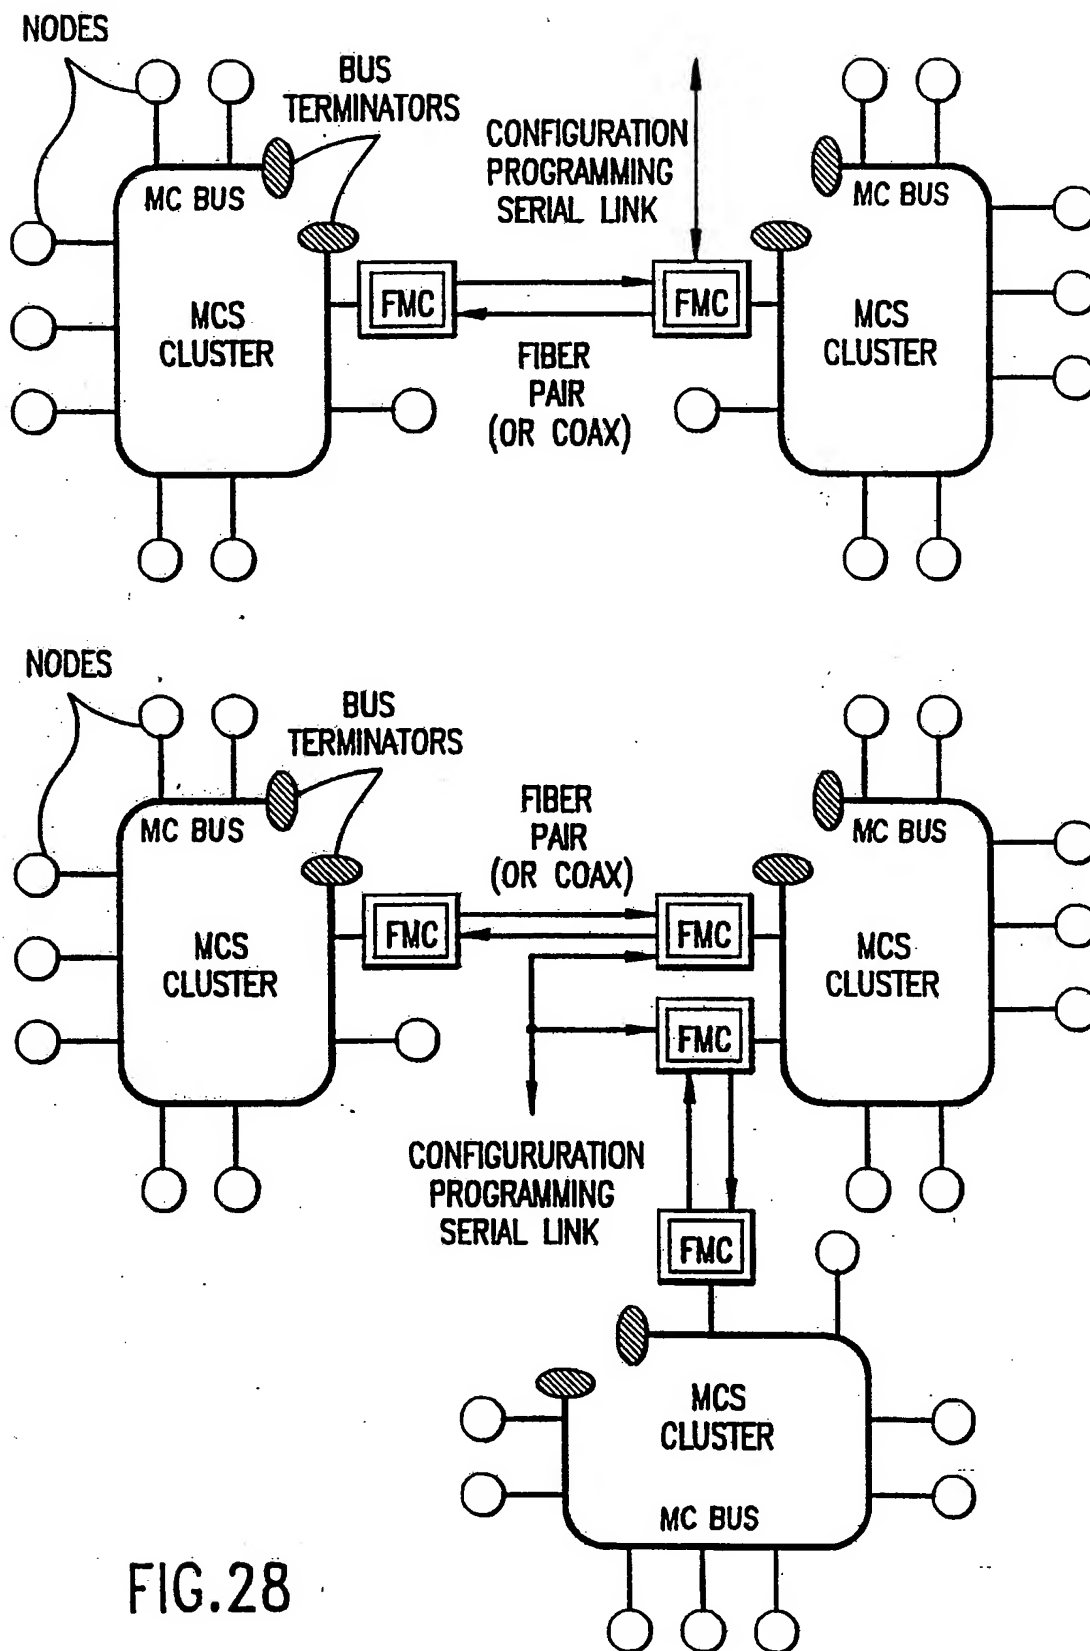 NODES
BUS
TERMINATORS
CONFIGURATION
PROGRAMMING
SERIAL LINK
MC BUS
MC BUS
MCS
CLUSTER
FMC
FMC
MCS
CLUSTER
FIBER
PAIR
(OR COAX)
NODES
BUS
TERMINATORS
FIBER
PAIR
(OR COAX)
MC BUS
MC BUS
MCS
CLUSTER
FMC
FMC
MCS
CLUSTER
FMC
CONFIGURURATION
PROGRAMMING
SERIAL LINK
FMC
MCS
CLUSTER
MC BUS
FIG.28